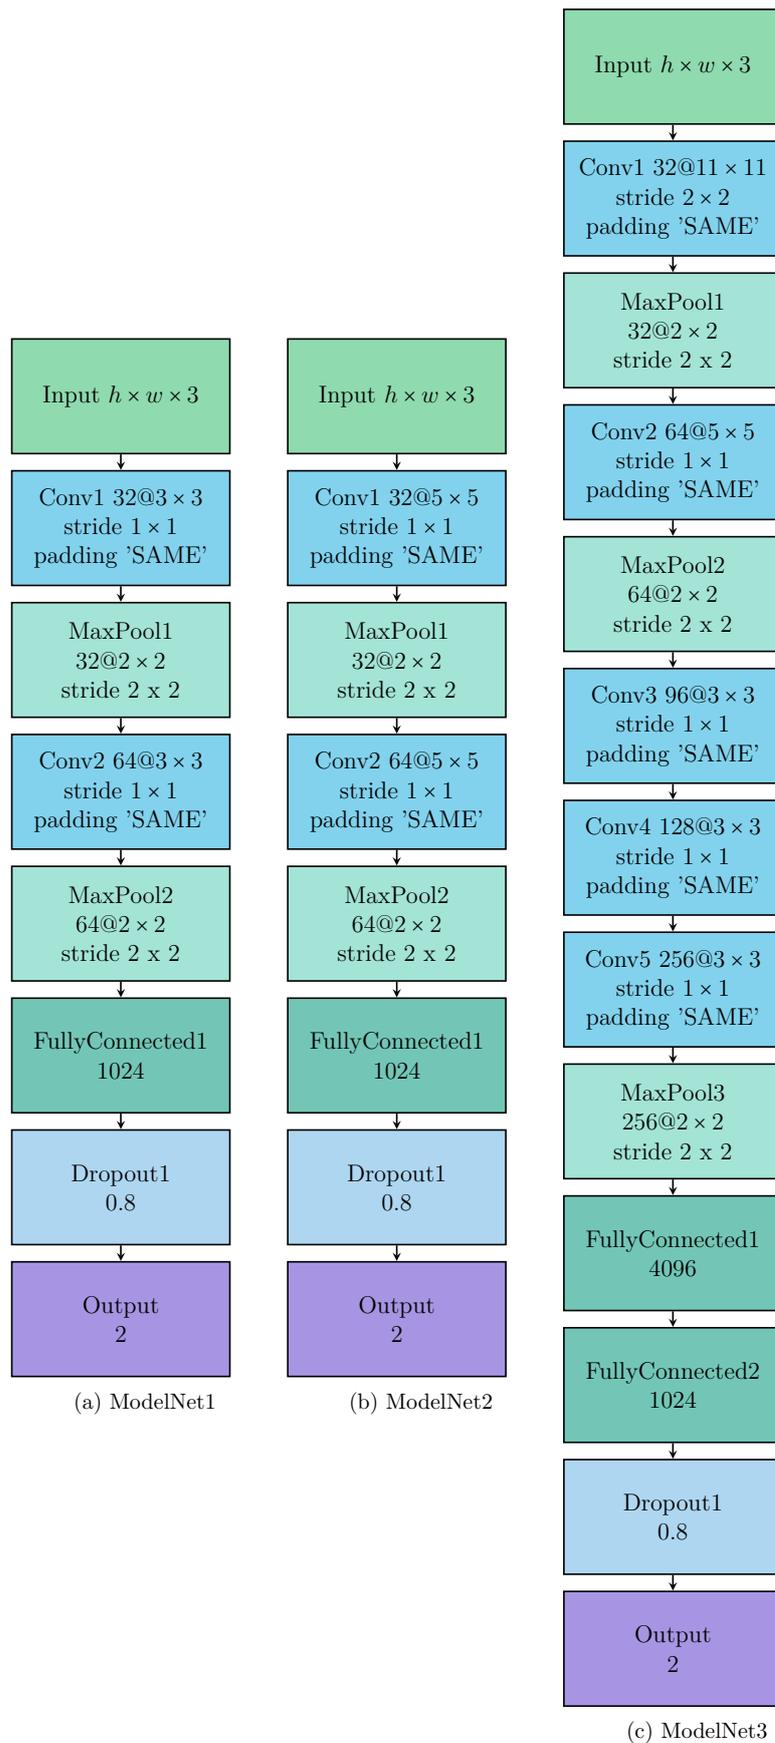 Input h × w × 3
Conv1 32@3 × 3
stride 1 × 1
padding 'SAME'
MaxPool1
32@2 × 2
stride 2 x 2
Conv2 64@3 × 3
stride 1 × 1
padding 'SAME'
MaxPool2
64@2 × 2
stride 2 x 2
FullyConnected1
1024
Dropout1
0.8
Output
2
(a) ModelNet1
Input h × w × 3
Conv1 32@5 × 5
stride 1 × 1
padding 'SAME'
MaxPool1
32@2 × 2
stride 2 x 2
Conv2 64@5 × 5
stride 1 × 1
padding 'SAME'
MaxPool2
64@2 × 2
stride 2 x 2
FullyConnected1
1024
Dropout1
0.8
Output
2
(b) ModelNet2
Input h × w × 3
Conv1 32@11 × 11
stride 2 × 2
padding 'SAME'
MaxPool1
32@2 × 2
stride 2 x 2
Conv2 64@5 × 5
stride 1 × 1
padding 'SAME'
MaxPool2
64@2 × 2
stride 2 x 2
Conv3 96@3 × 3
stride 1 × 1
padding 'SAME'
Conv4 128@3 × 3
stride 1 × 1
padding 'SAME'
Conv5 256@3 × 3
stride 1 × 1
padding 'SAME'
MaxPool3
256@2 × 2
stride 2 x 2
FullyConnected1
4096
FullyConnected2
1024
Dropout1
0.8
Output
2
(c) ModelNet3